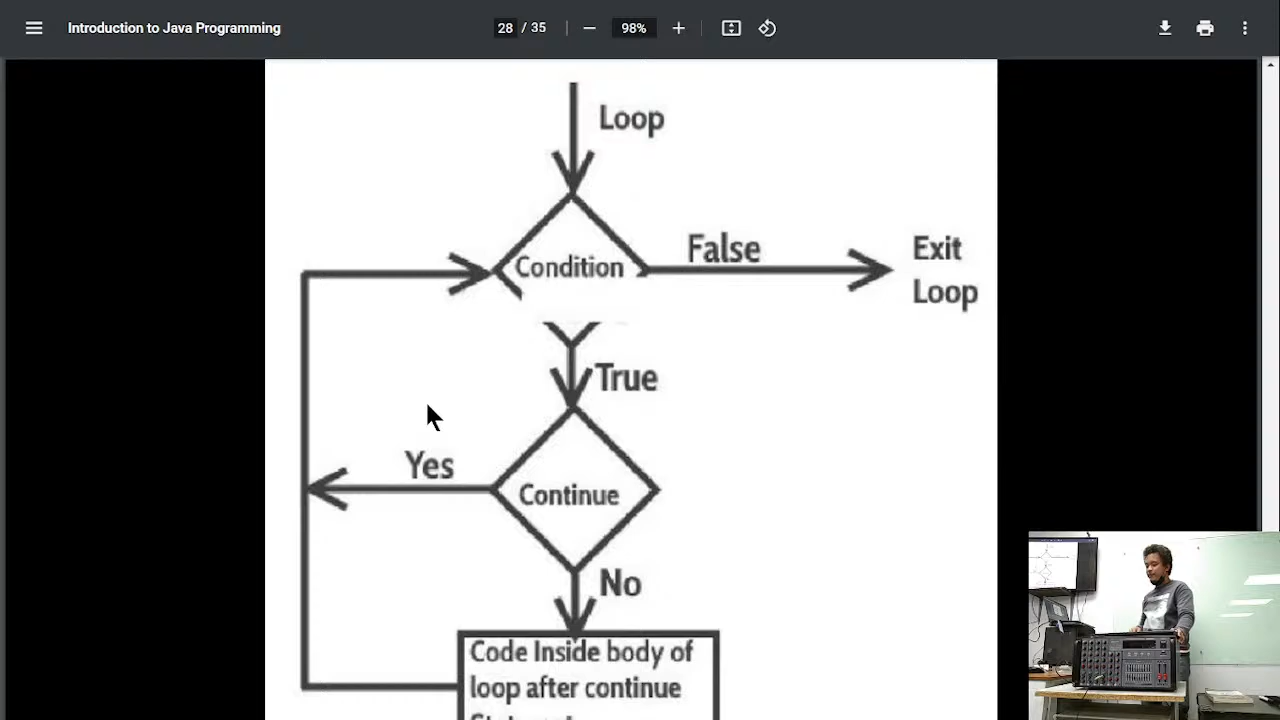 Introduction to Java Programming
28 / 35
98%
Loop
Condition
False
Exit
Loop
True
Yes
Continue
No
Code Inside body of
loop after continue